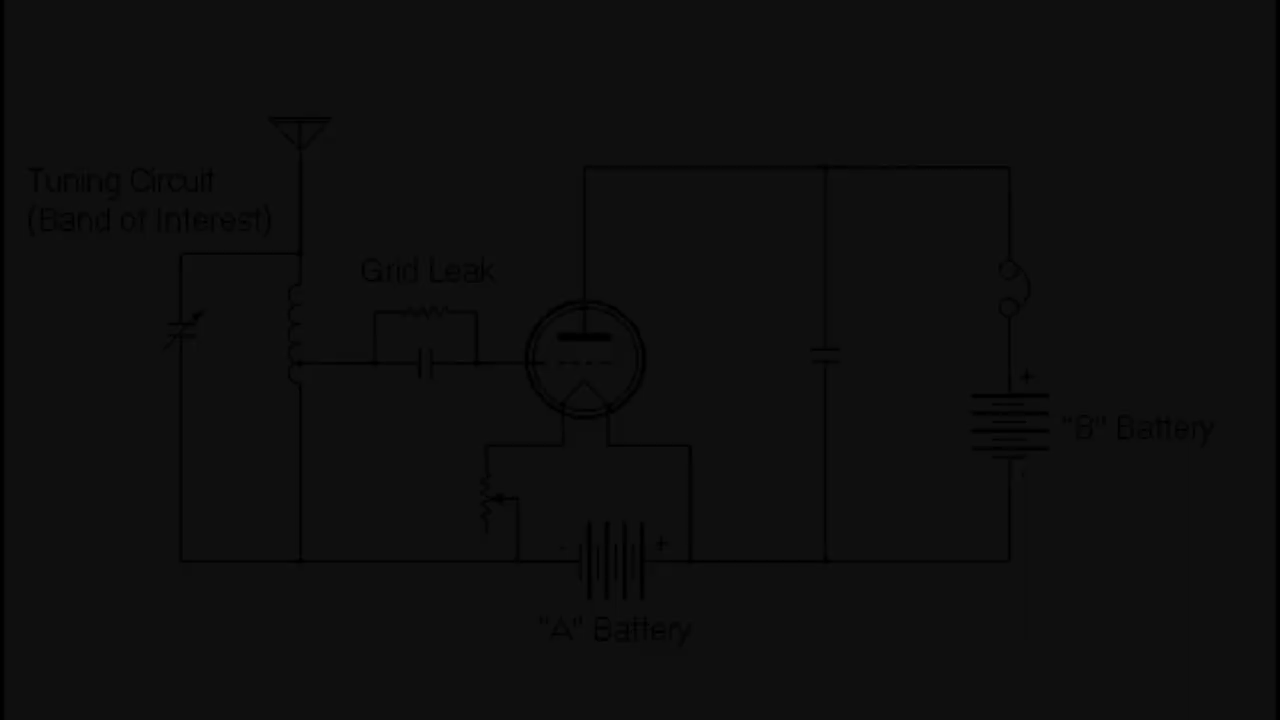 Tuning Circuit
(Band of Interest)
Grid Leak
+
"B" Battery
-
- +
"A" Battery